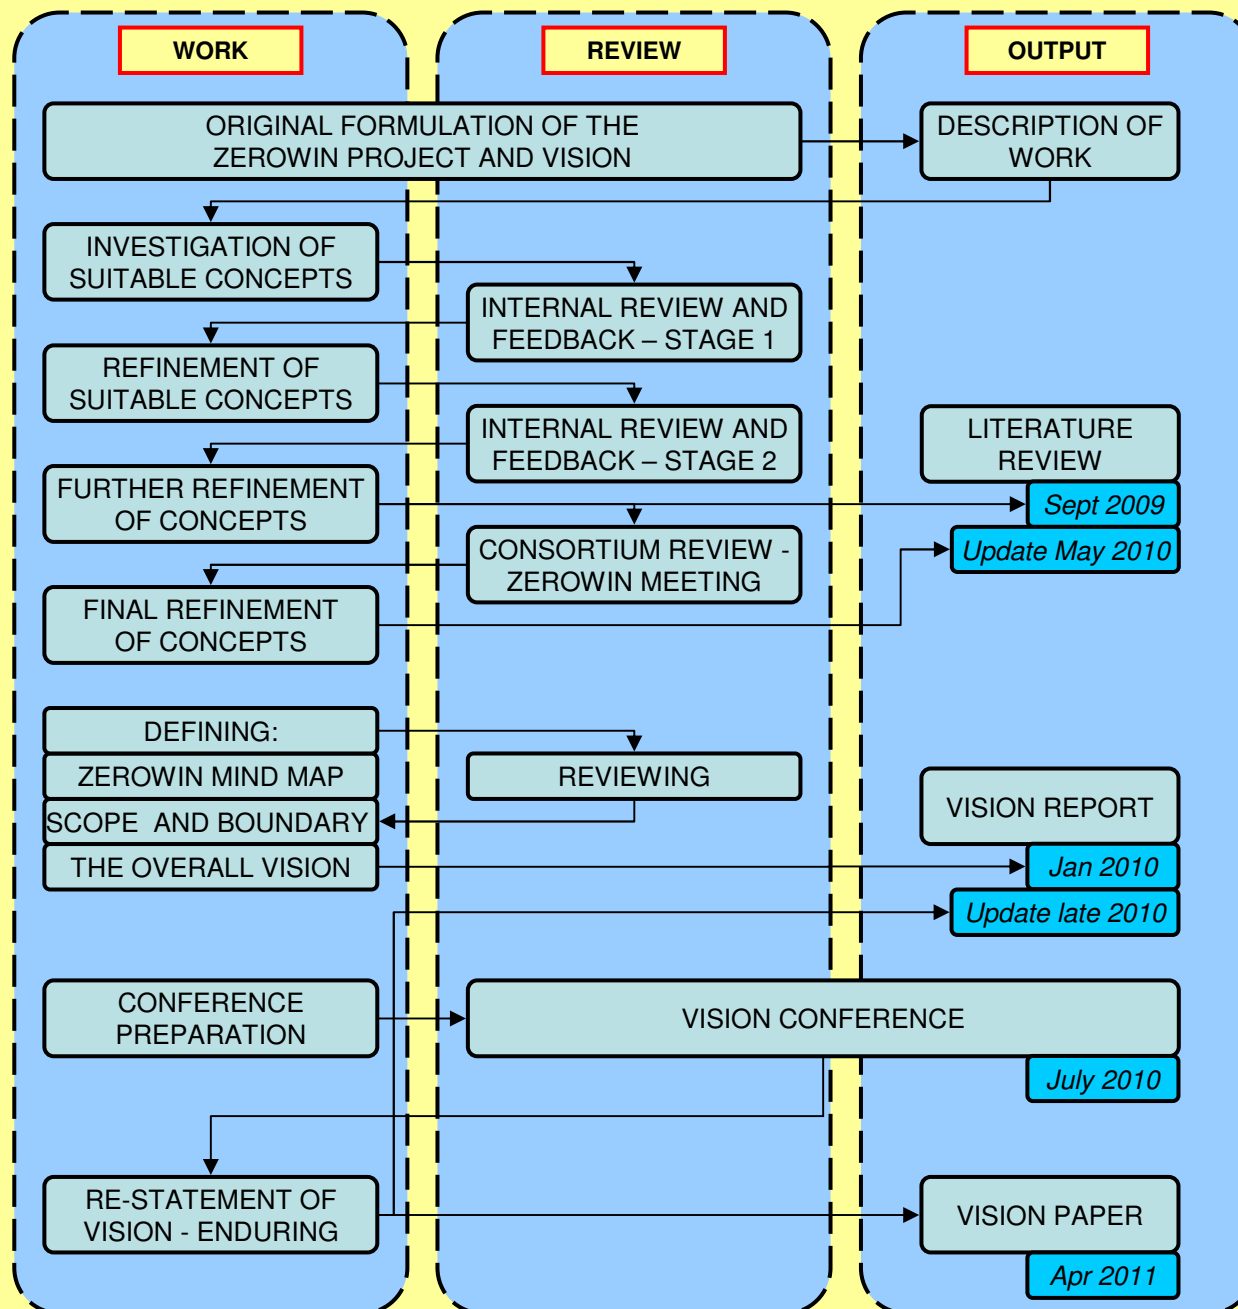 WORK
REVIEW
OUTPUT
ORIGINAL FORMULATION OF THE
ZEROWIN PROJECT AND VISION
DESCRIPTION OF
WORK
INVESTIGATION OF
SUITABLE CONCEPTS
INTERNAL REVIEW AND
FEEDBACK – STAGE 1
REFINEMENT OF
SUITABLE CONCEPTS
INTERNAL REVIEW AND
FEEDBACK – STAGE 2
LITERATURE
REVIEW
Sept 2009
Update May 2010
FURTHER REFINEMENT
OF CONCEPTS
CONSORTIUM REVIEW -
ZEROWIN MEETING
FINAL REFINEMENT
OF CONCEPTS
DEFINING:
ZEROWIN MIND MAP
SCOPE AND BOUNDARY
THE OVERALL VISION
REVIEWING
VISION REPORT
Jan 2010
Update late 2010
CONFERENCE
PREPARATION
VISION CONFERENCE
July 2010
RE-STATEMENT OF
VISION - ENDURING
VISION PAPER
Apr 2011